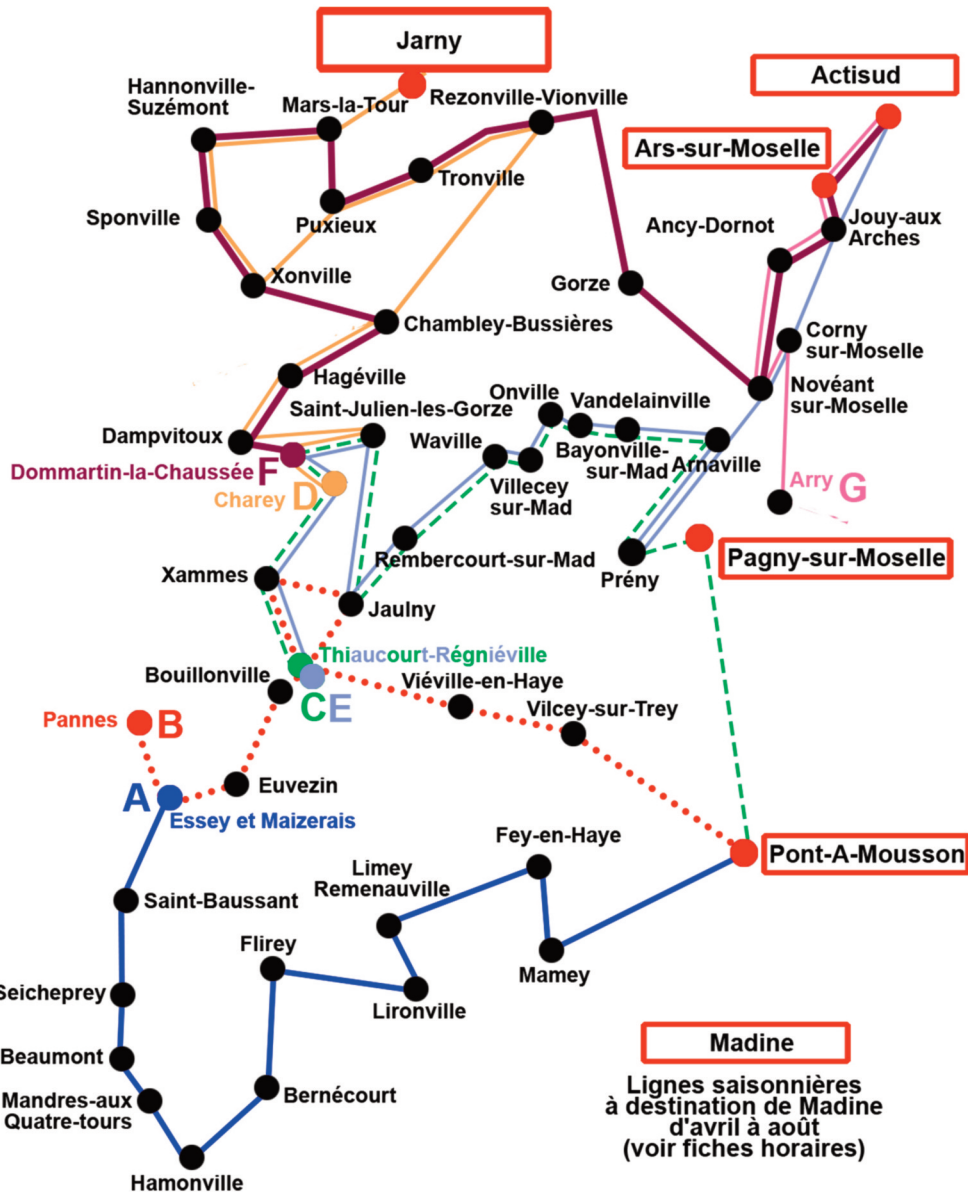 Jarny
Actisud
Hannonville-
Suzémont
Mars-la-Tour
Rezonville-Vionville
Ars-sur-Moselle
Tronville
Sponville
Puxieux
Ancy-Dornot
Jouy-aux
Arches
Xonville
Gorze
Chambley-Bussières
Corny
sur-Moselle
Hagéville
Novéant
sur-Moselle
Saint-Julien-les-Gorze
Onville
Vandelainville
Dampvitoux
Waville
Bayonville-
sur-Mad
Arnaville
Dommartin-la-Chaussée F
Villecey
sur-Mad
Arry G
Charey D
Rembercourt-sur-Mad
Prény
Pagny-sur-Moselle
Xammes
Jaulny
Thiaucourt-Régniéville
Bouillonville
CE
Viéville-en-Haye
Vilcey-sur-Trey
Pannes B
A
Euvezin
Essey et Maizerais
Fey-en-Haye
Pont-A-Mousson
Limey
Remenauville
Saint-Baussant
Flirey
Mamey
Seicheprey
Lironville
Madine
Beaumont
Lignes saisonnières
à destination de Madine
d'avril à août
(voir fiches horaires)
Mandres-aux
Quatre-tours
Bernécourt
Hamonville